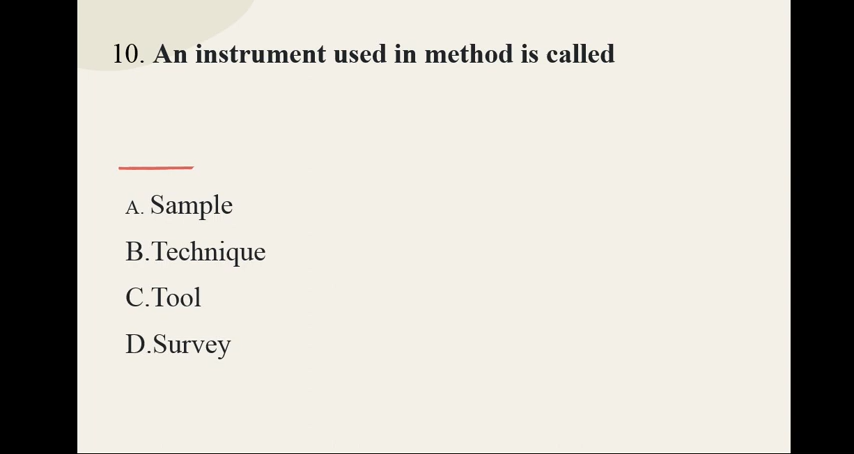 10. An instrument used in method is called
A. Sample
B.Technique
C.Tool
D.Survey